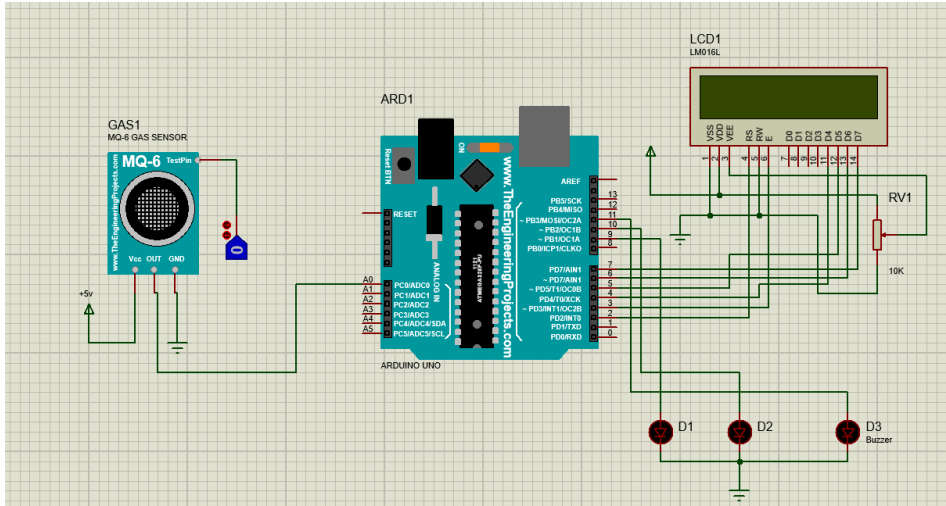 LCD1
LM016L
VSS
VDD
VEE
RS
RW
E
D0
D1
D2
D3
D4
D5
D6
D7
1
2
3
4
5
6
7
8
9
10
11
12
13
14
RV1
10K
GAS1
MQ-6 GAS SENSOR
MQ-6
TestPin
www.TheEngineeringProjects.com
Vcc OUT GND
0
+5v
ARD1
Reset BTN
ON
www.TheEngineeringProjects.com
RESET
ANALOG IN
AREF
PB5/SCK 13
PB4/MISO 12
~ PB3/MOSI/OC2A 11
~ PB2/OC1B 10
~ PB1/OC1A 9
PB0/ICP1/CLKO 8
A0 PC0/ADC0
A1 PC1/ADC1
A2 PC2/ADC2
A3 PC3/ADC3
A4 PC4/ADC4/SDA
A5 PC5/ADC5/SCL
PD7/AIN1 7
~ PD7/AIN1 6
~ PD5/T1/OC0B 5
PD4/T0/XCK 4
~ PD3/INT1/OC2B 3
PD2/INT0 2
PD1/TXD 1
PD0/RXD 0
ARDUINO UNO
D1
D2
D3
Buzzer